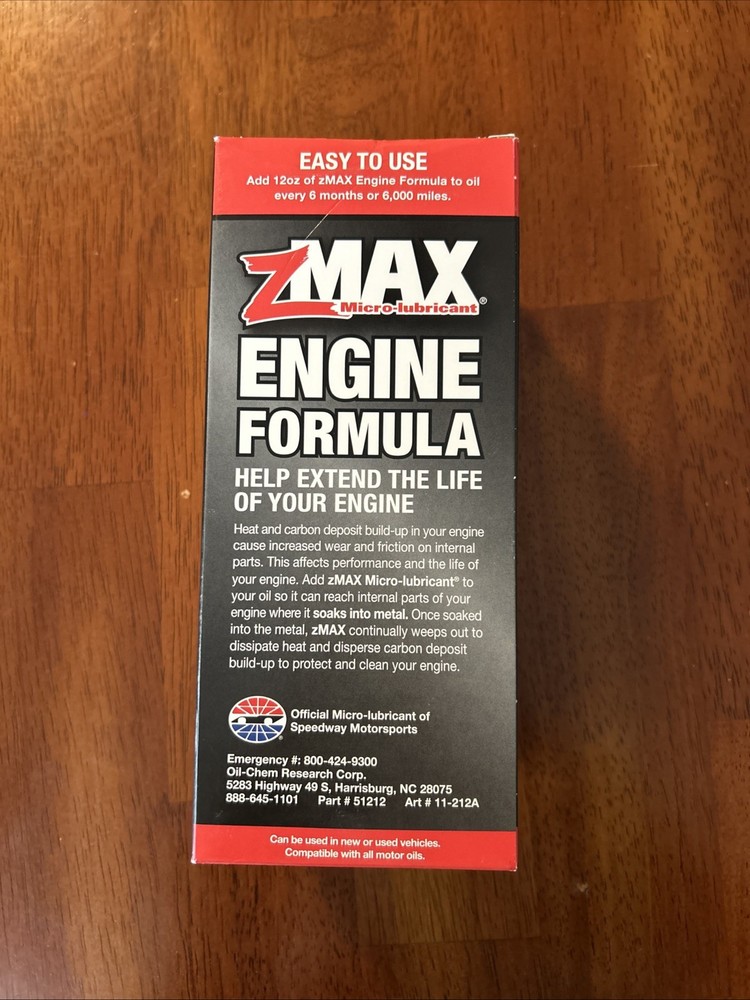 EASY TO USE
Add 12oz of zMAX Engine Formula to oil
every 6 months or 6,000 miles.
zMAX®
Micro-lubricant
ENGINE
FORMULA
HELP EXTEND THE LIFE
OF YOUR ENGINE
Heat and carbon deposit build-up in your engine
cause increased wear and friction on internal
parts. This affects performance and the life of
your engine. Add zMAX Micro-lubricant® to
your oil so it can reach internal parts of your
engine where it soaks into metal. Once soaked
into the metal, zMAX continually weeps out to
dissipate heat and disperse carbon deposit
build-up to protect and clean your engine.
Official Micro-lubricant of
Speedway Motorsports
Emergency #: 800-424-9300
Oil-Chem Research Corp.
5283 Highway 49 S, Harrisburg, NC 28075
888-645-1101 Part # 51212 Art # 11-212A
Can be used in new or used vehicles.
Compatible with all motor oils.